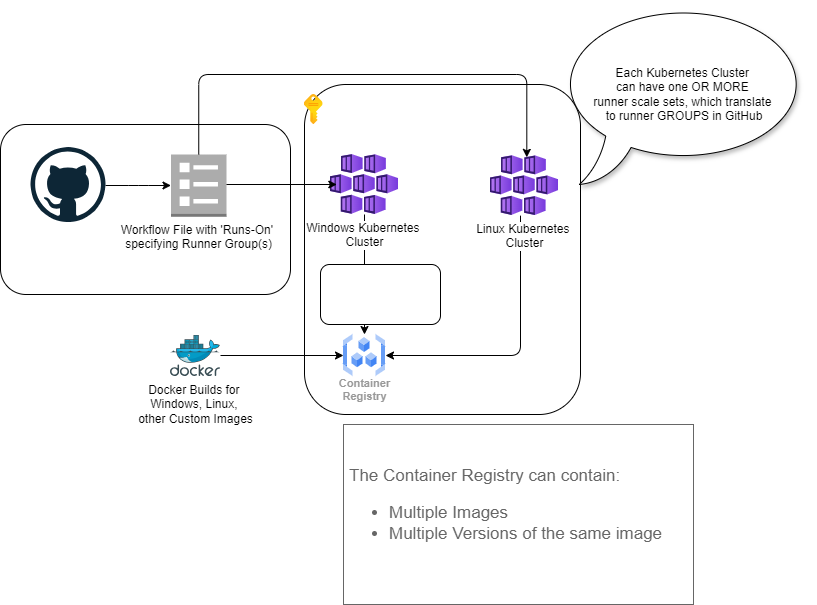 Each Kubernetes Cluster
can have one OR MORE
runner scale sets, which translate
to runner GROUPS in GitHub
Workflow File with 'Runs-On'
specifying Runner Group(s)
Windows Kubernetes
Cluster
Linux Kubernetes
Cluster
docker
Docker Builds for
Windows, Linux,
other Custom Images
Container
Registry
The Container Registry can contain:
• Multiple Images
• Multiple Versions of the same image